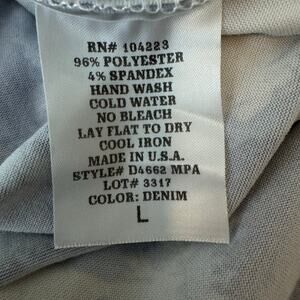 RN# 104223
96% POLYESTER
4% SPANDEX
HAND WASH
COLD WATER
NO BLEACH
LAY FLAT TO DRY
COOL IRON
MADE IN U.S.A.
STYLE# D4662 MPA
LOT# 3317
COLOR: DENIM
L